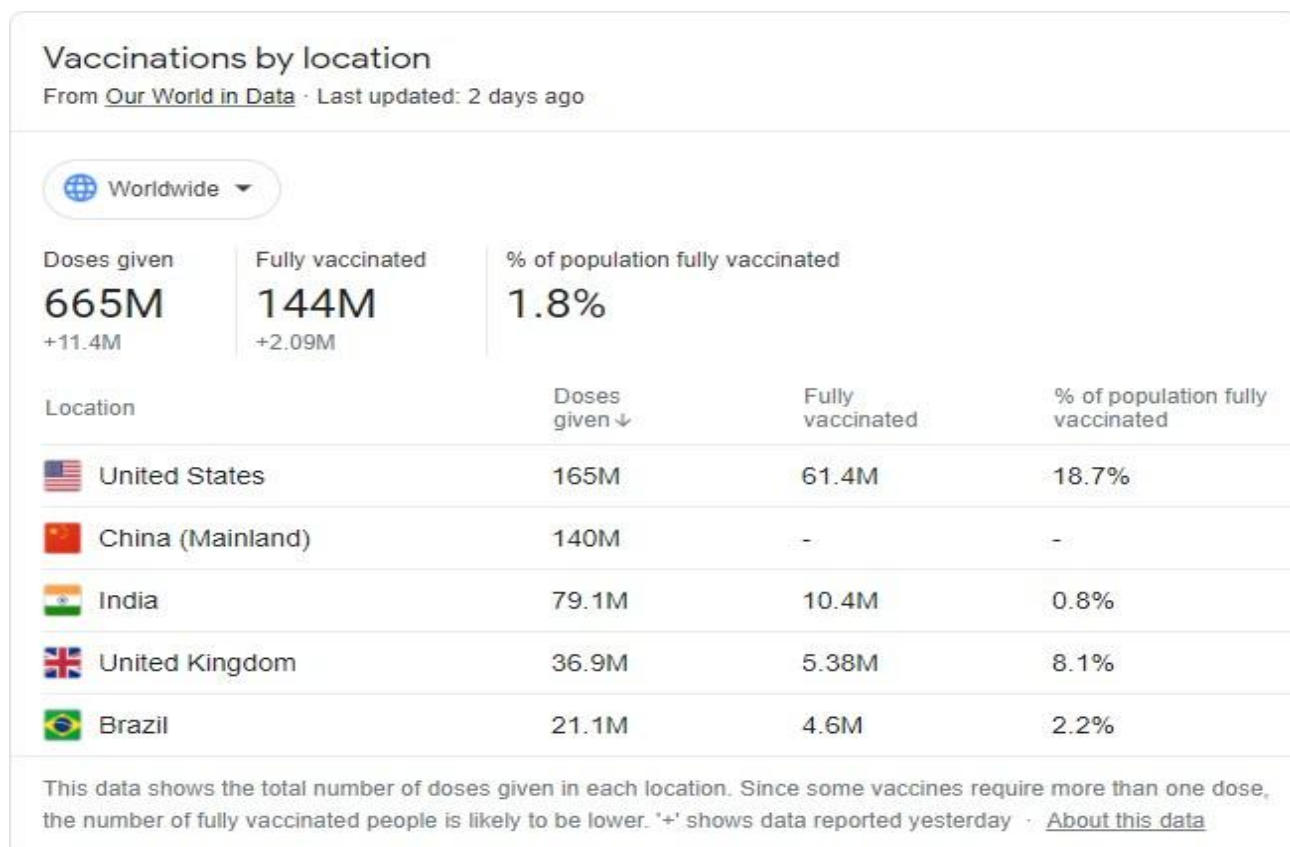 Vaccinations by location
From Our World in Data · Last updated: 2 days ago
Worldwide
Doses given Fully vaccinated % of population fully vaccinated
665M 144M 1.8%
+11.4M +2.09M
Location Doses given ↓ Fully vaccinated % of population fully vaccinated
United States 165M 61.4M 18.7%
China (Mainland) 140M - -
India 79.1M 10.4M 0.8%
United Kingdom 36.9M 5.38M 8.1%
Brazil 21.1M 4.6M 2.2%
This data shows the total number of doses given in each location. Since some vaccines require more than one dose,
the number of fully vaccinated people is likely to be lower. '+' shows data reported yesterday · About this data